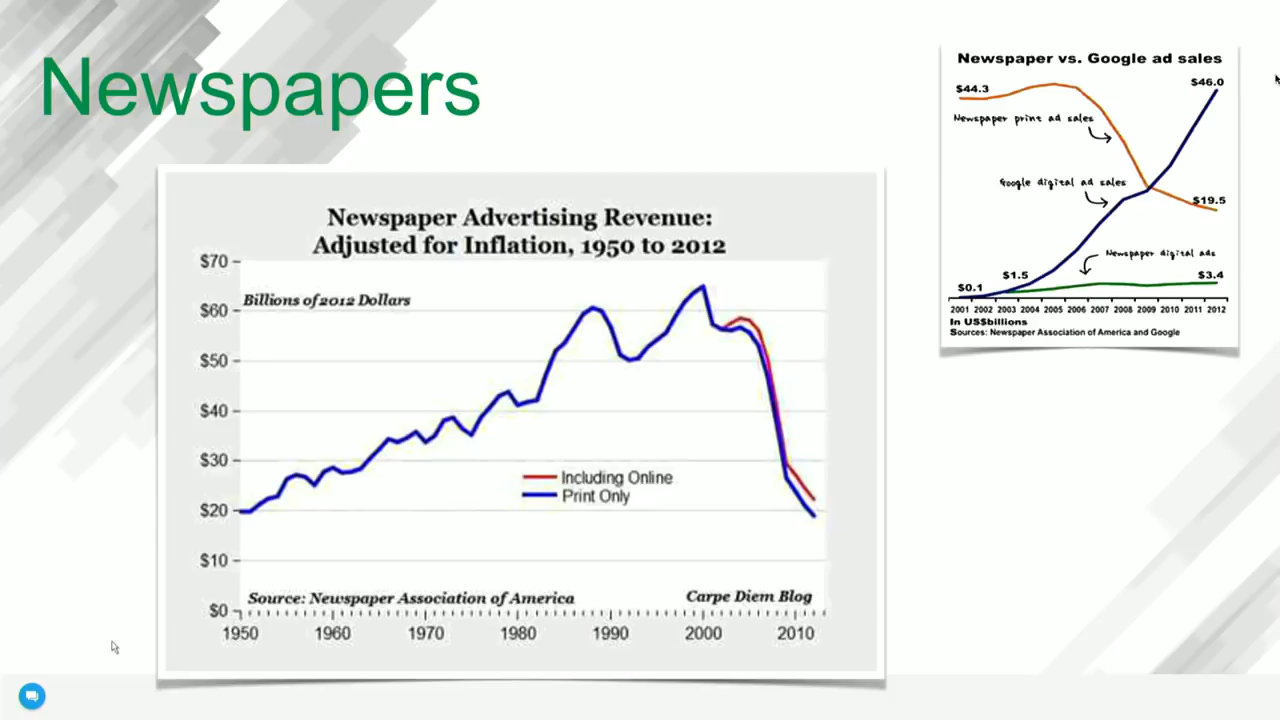 Newspapers
Newspaper Advertising Revenue:
Adjusted for Inflation, 1950 to 2012
$70
Billions of 2012 Dollars
$60
$50
$40
$30
$20
$10
$0
Including Online
Print Only
Source: Newspaper Association of America
Carpe Diem Blog
1950 1960 1970 1980 1990 2000 2010
Newspaper vs. Google ad sales
$46.0
$44.3
Newspaper print ad sales
Google digital ad sales
$19.5
Newspaper digital ads
$1.5
$3.4
$0.1
2001 2002 2003 2004 2005 2006 2007 2008 2009 2010 2011 2012
In US$billions
Sources: Newspaper Association of America and Google